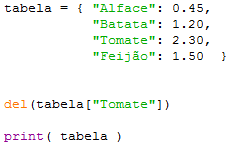 tabela = { "Alface": 0.45,
"Batata": 1.20,
"Tomate": 2.30,
"Feijão": 1.50 }
del(tabela["Tomate"])
print( tabela )